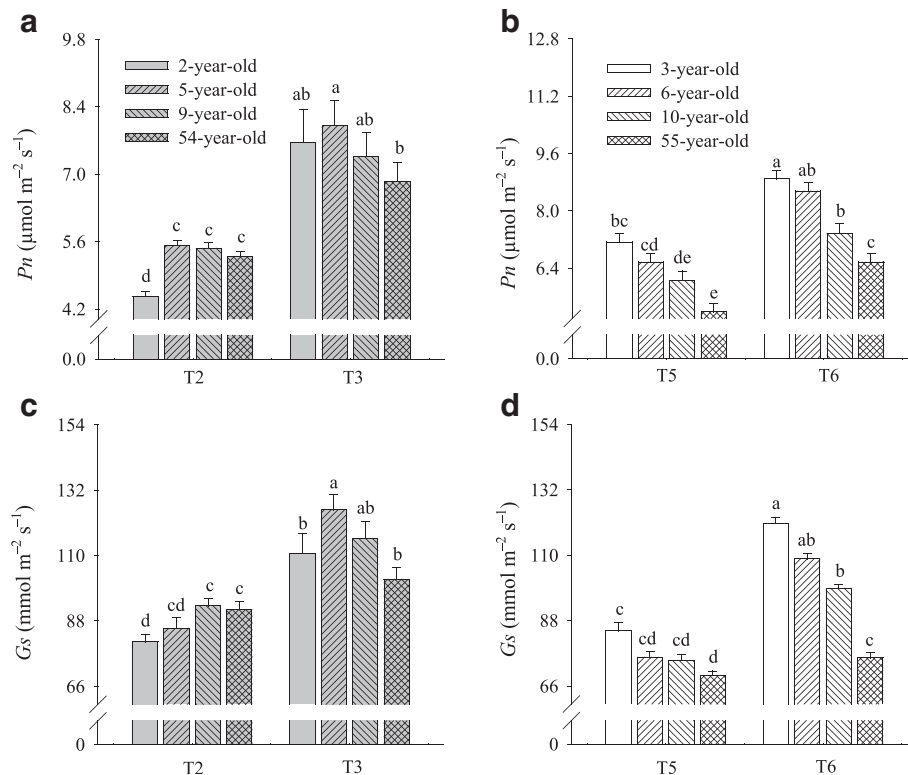 a
9.8
8.4
7.0
5.6
4.2
0.0
Pn (μmol m⁻² s⁻¹)
2-year-old
5-year-old
9-year-old
54-year-old
d
c
c
c
ab
a
ab
b
T2
T3
b
12.8
11.2
9.6
8.0
6.4
0.0
Pn (μmol m⁻² s⁻¹)
3-year-old
6-year-old
10-year-old
55-year-old
bc
cd
de
e
a
ab
b
c
T5
T6
c
154
132
110
88
66
0
Gs (mmol m⁻² s⁻¹)
d
cd
c
c
b
a
ab
b
T2
T3
d
154
132
110
88
66
0
Gs (mmol m⁻² s⁻¹)
c
cd
cd
d
a
ab
b
c
T5
T6